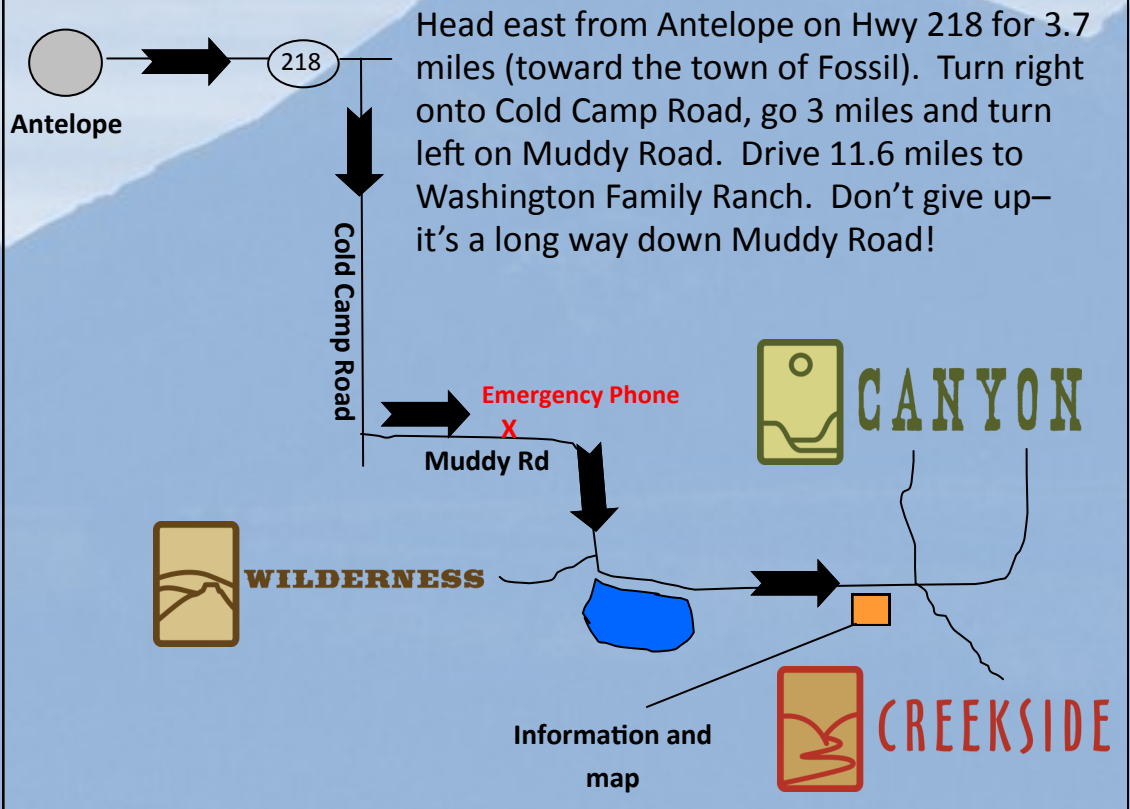 Head east from Antelope on Hwy 218 for 3.7
miles (toward the town of Fossil).  Turn right
onto Cold Camp Road, go 3 miles and turn
left on Muddy Road.  Drive 11.6 miles to
Washington Family Ranch.  Don’t give up–
it’s a long way down Muddy Road!
218
Antelope
Cold Camp Road
Emergency Phone
X
Muddy Rd
CANYON
WILDERNESS
CREEKSIDE
Information and
map